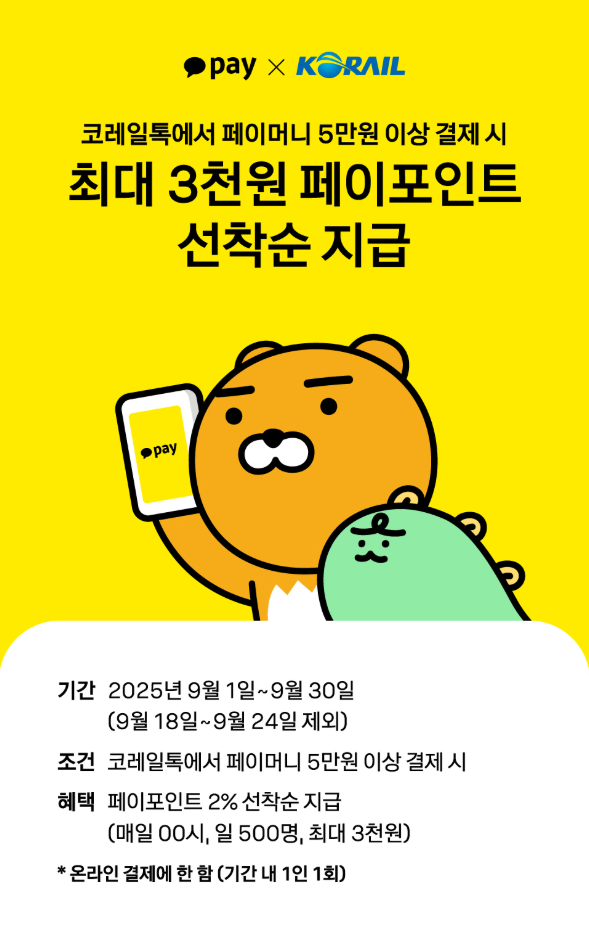 pay × KORAIL
코레일톡에서 페이머니 5만원 이상 결제 시
최대 3천원 페이포인트
선착순 지급
pay
기간 2025년 9월 1일~9월 30일
(9월 18일~9월 24일 제외)
조건 코레일톡에서 페이머니 5만원 이상 결제 시
혜택 페이포인트 2% 선착순 지급
(매일 00시, 일 500명, 최대 3천원)
* 온라인 결제에 한 함 (기간 내 1인 1회)